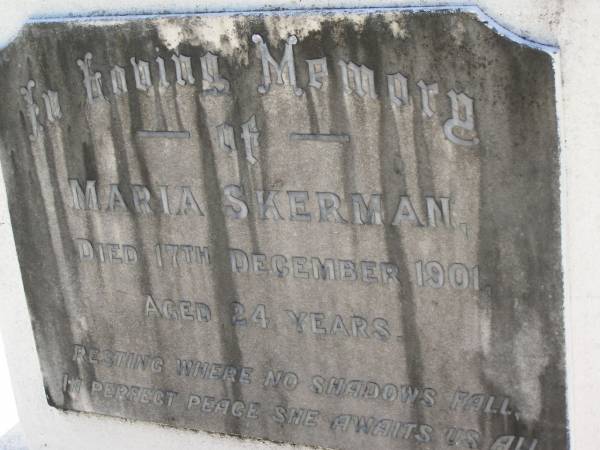 In Loving Memory
of
MARIA SKERMAN,
DIED 17TH DECEMBER 1901,
AGED 24 YEARS.
RESTING WHERE NO SHADOWS FALL,
IN PERFECT PEACE SHE AWAITS US ALL